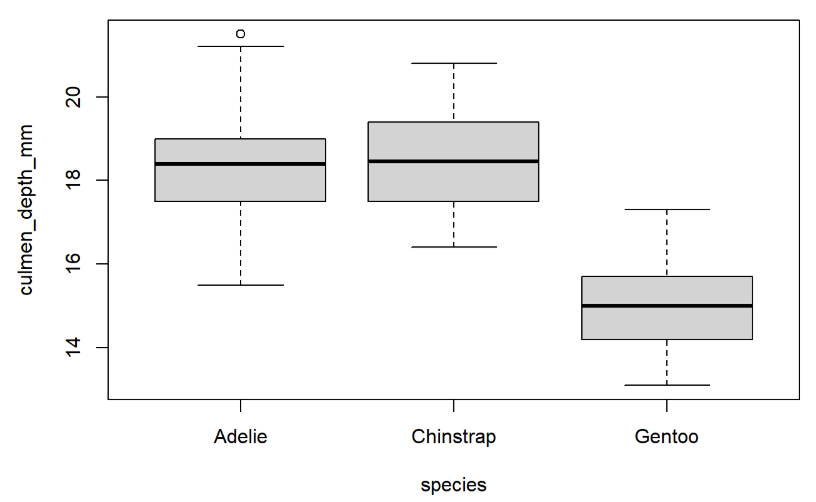 culmen_depth_mm
20
18
16
14
Adelie Chinstrap Gentoo
species